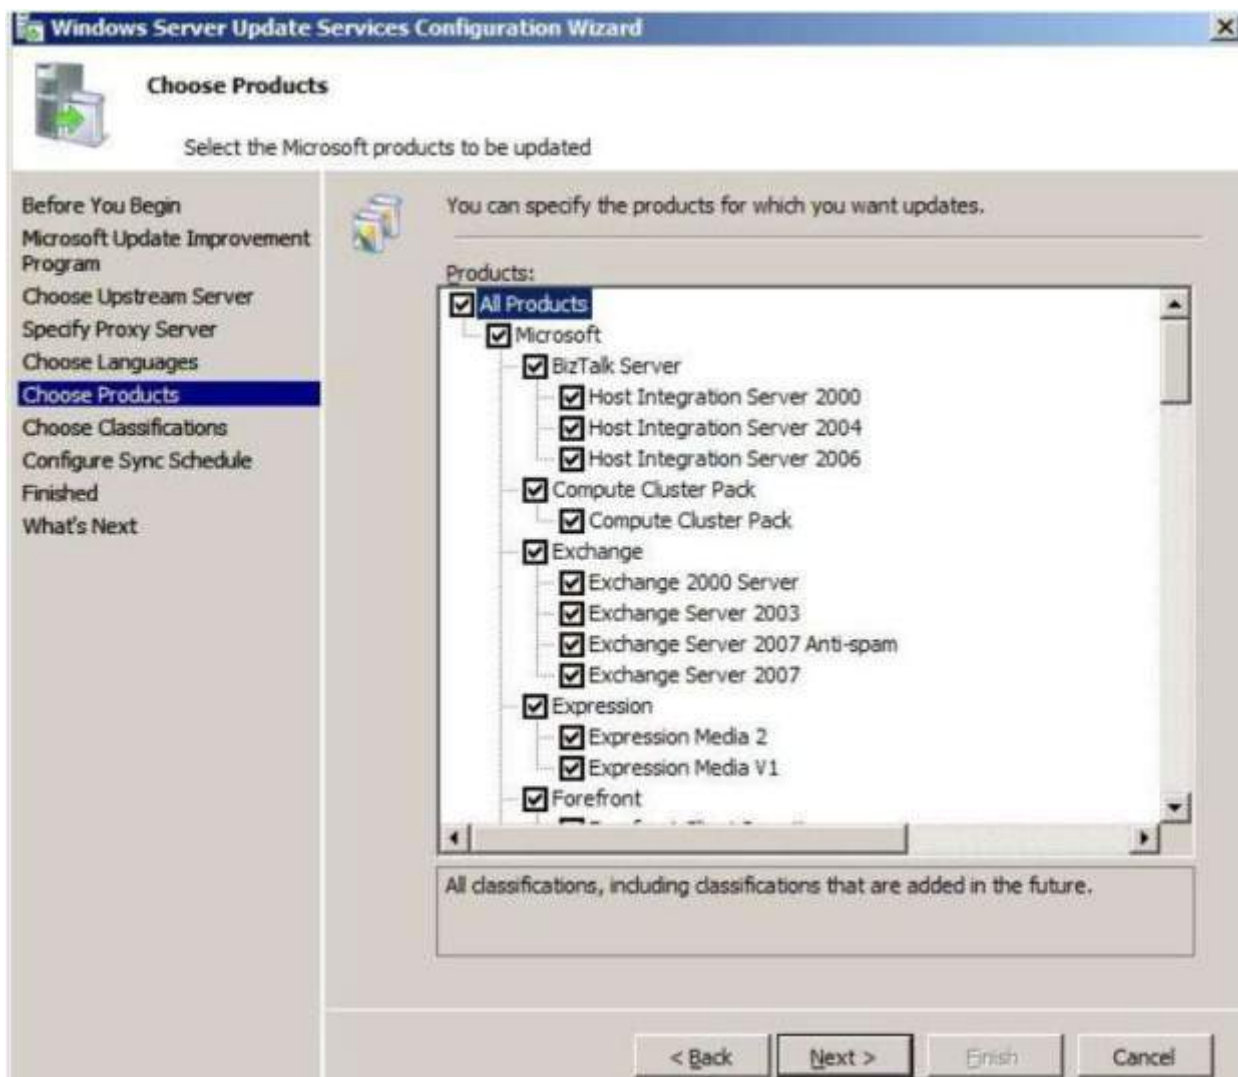 Windows Server Update Services Configuration Wizard
Choose Products
Select the Microsoft products to be updated
Before You Begin
Microsoft Update Improvement
Program
Choose Upstream Server
Specify Proxy Server
Choose Languages
Choose Products
Choose Classifications
Configure Sync Schedule
Finished
What's Next
You can specify the products for which you want updates.
Products:
All Products
Microsoft
BizTalk Server
Host Integration Server 2000
Host Integration Server 2004
Host Integration Server 2006
Compute Cluster Pack
Compute Cluster Pack
Exchange
Exchange 2000 Server
Exchange Server 2003
Exchange Server 2007 Anti-spam
Exchange Server 2007
Expression
Expression Media 2
Expression Media V1
Forefront
All classifications, including classifications that are added in the future.
< Back
Next >
Finish
Cancel